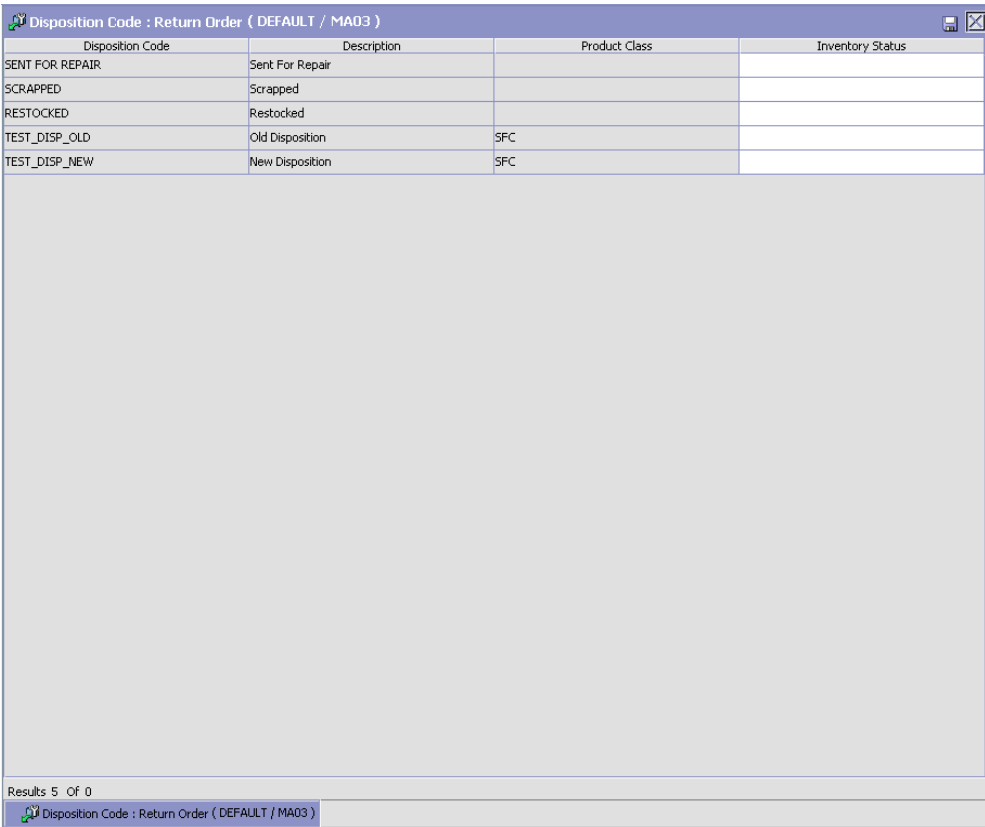 Disposition Code : Return Order ( DEFAULT / MA03 )
Disposition Code Description Product Class Inventory Status
SENT FOR REPAIR Sent For Repair
SCRAPPED Scrapped
RESTOCKED Restocked
TEST_DISP_OLD Old Disposition SFC
TEST_DISP_NEW New Disposition SFC
Results 5 Of 0
Disposition Code : Return Order ( DEFAULT / MA03 )